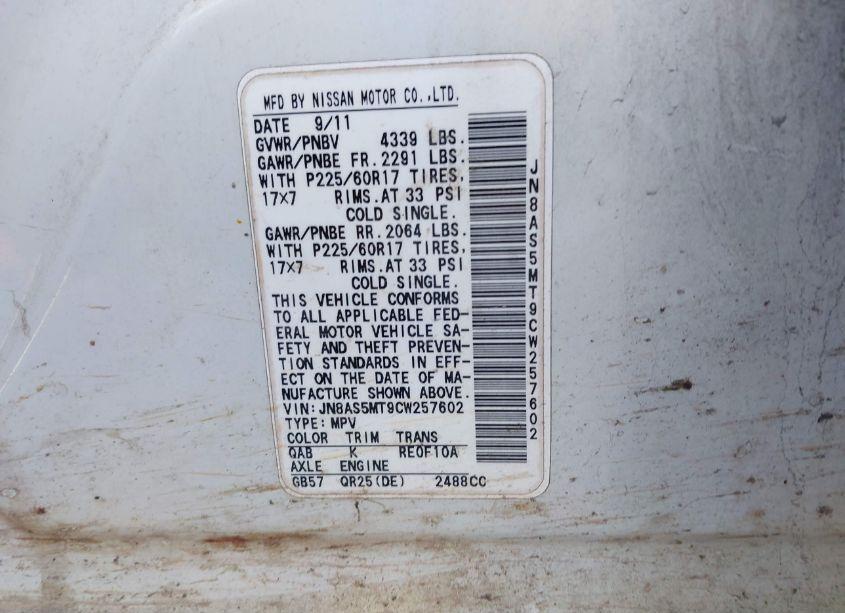 MFD BY NISSAN MOTOR CO.,LTD.
DATE 9/11
GVWR/PNBV 4339 LBS.
GAWR/PNBE FR.2291 LBS.
WITH P225/60R17 TIRES,
17X7 RIMS.AT 33 PSI
COLD SINGLE.
GAWR/PNBE RR.2064 LBS.
WITH P225/60R17 TIRES,
17X7 RIMS.AT 33 PSI
COLD SINGLE.
THIS VEHICLE CONFORMS
TO ALL APPLICABLE FED-
ERAL MOTOR VEHICLE SA-
FETY AND THEFT PREVEN-
TION STANDARDS IN EFF-
ECT ON THE DATE OF MA-
NUFACTURE SHOWN ABOVE.
VIN:JN8AS5MT9CW257602
TYPE:MPV
COLOR TRIM TRANS
QAB K RE0F10A
AXLE ENGINE
GB57 QR25(DE) 2488CC
JN8AS5MT9CW257602